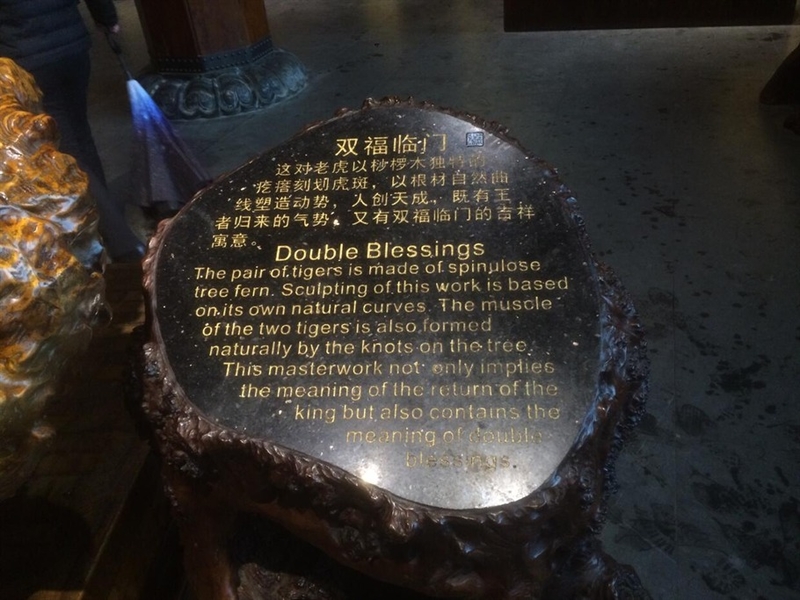 双福临门
这对老虎以桫椤木独特的
疙瘩刻划虎斑，以根材自然曲
线塑造动势，人创天成。既有王
者归来的气势，又有双福临门的吉祥
寓意。
Double Blessings
The pair of tigers is made of spinulose
tree fern. Sculpting of this work is based
on its own natural curves. The muscle
of the two tigers is also formed
naturally by the knots on the tree.
This masterwork not only implies
the meaning of the return of the
king but also contains the
meaning of double
blessings.